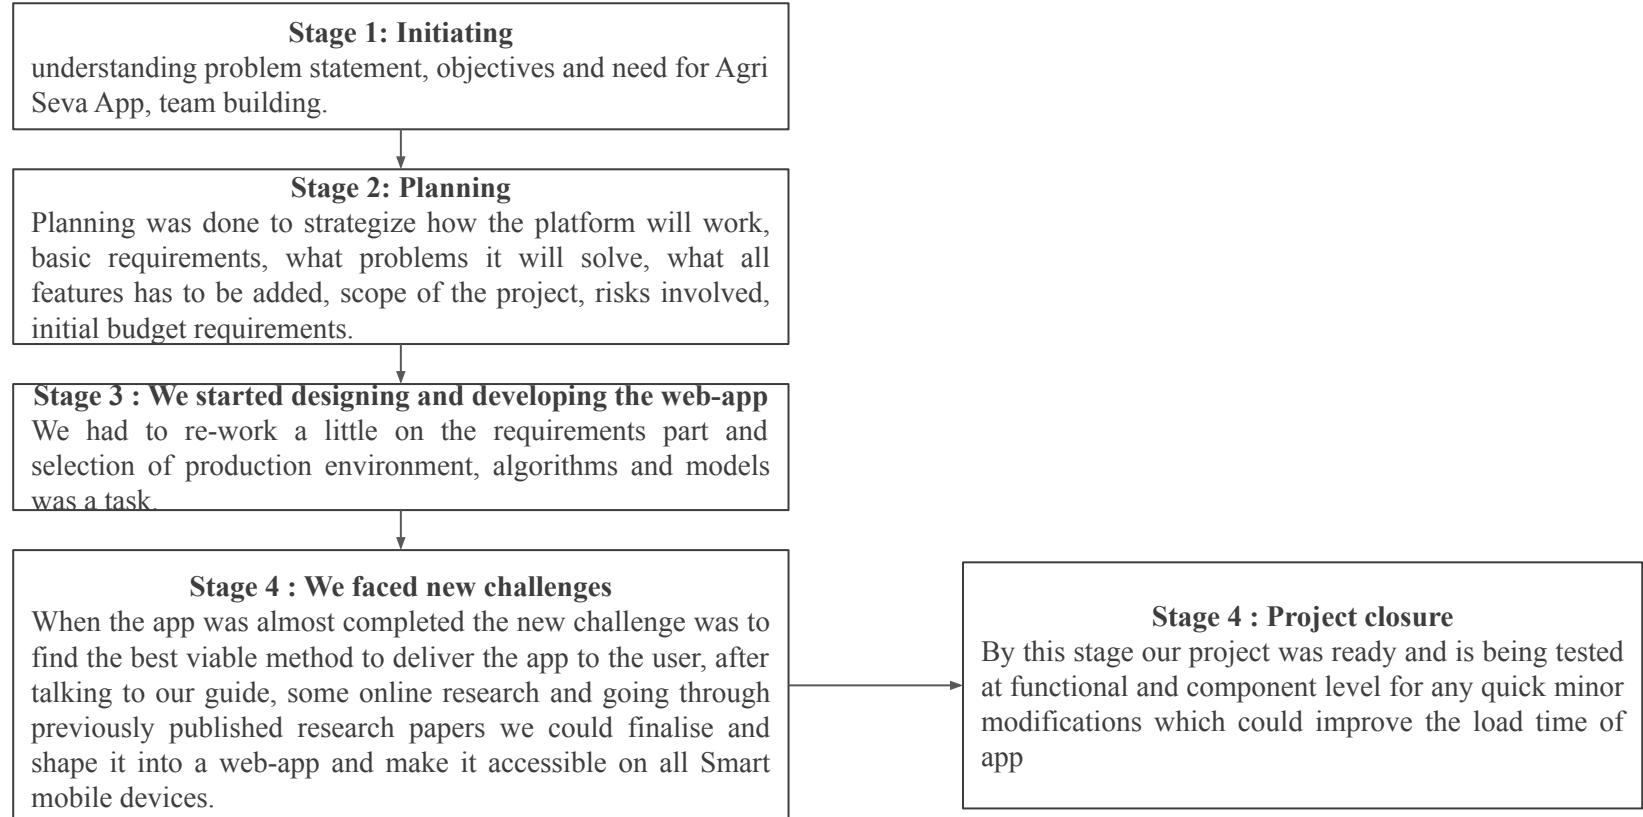 Stage 1: Initiating
understanding problem statement, objectives and need for Agri
Seva App, team building.
Stage 2: Planning
Planning was done to strategize how the platform will work,
basic requirements, what problems it will solve, what all
features has to be added, scope of the project, risks involved,
initial budget requirements.
Stage 3 : We started designing and developing the web-app
We had to re-work a little on the requirements part and
selection of production environment, algorithms and models
was a task.
Stage 4 : We faced new challenges
When the app was almost completed the new challenge was to
find the best viable method to deliver the app to the user, after
talking to our guide, some online research and going through
previously published research papers we could finalise and
shape it into a web-app and make it accessible on all Smart
mobile devices.
Stage 4 : Project closure
By this stage our project was ready and is being tested
at functional and component level for any quick minor
modifications which could improve the load time of
app